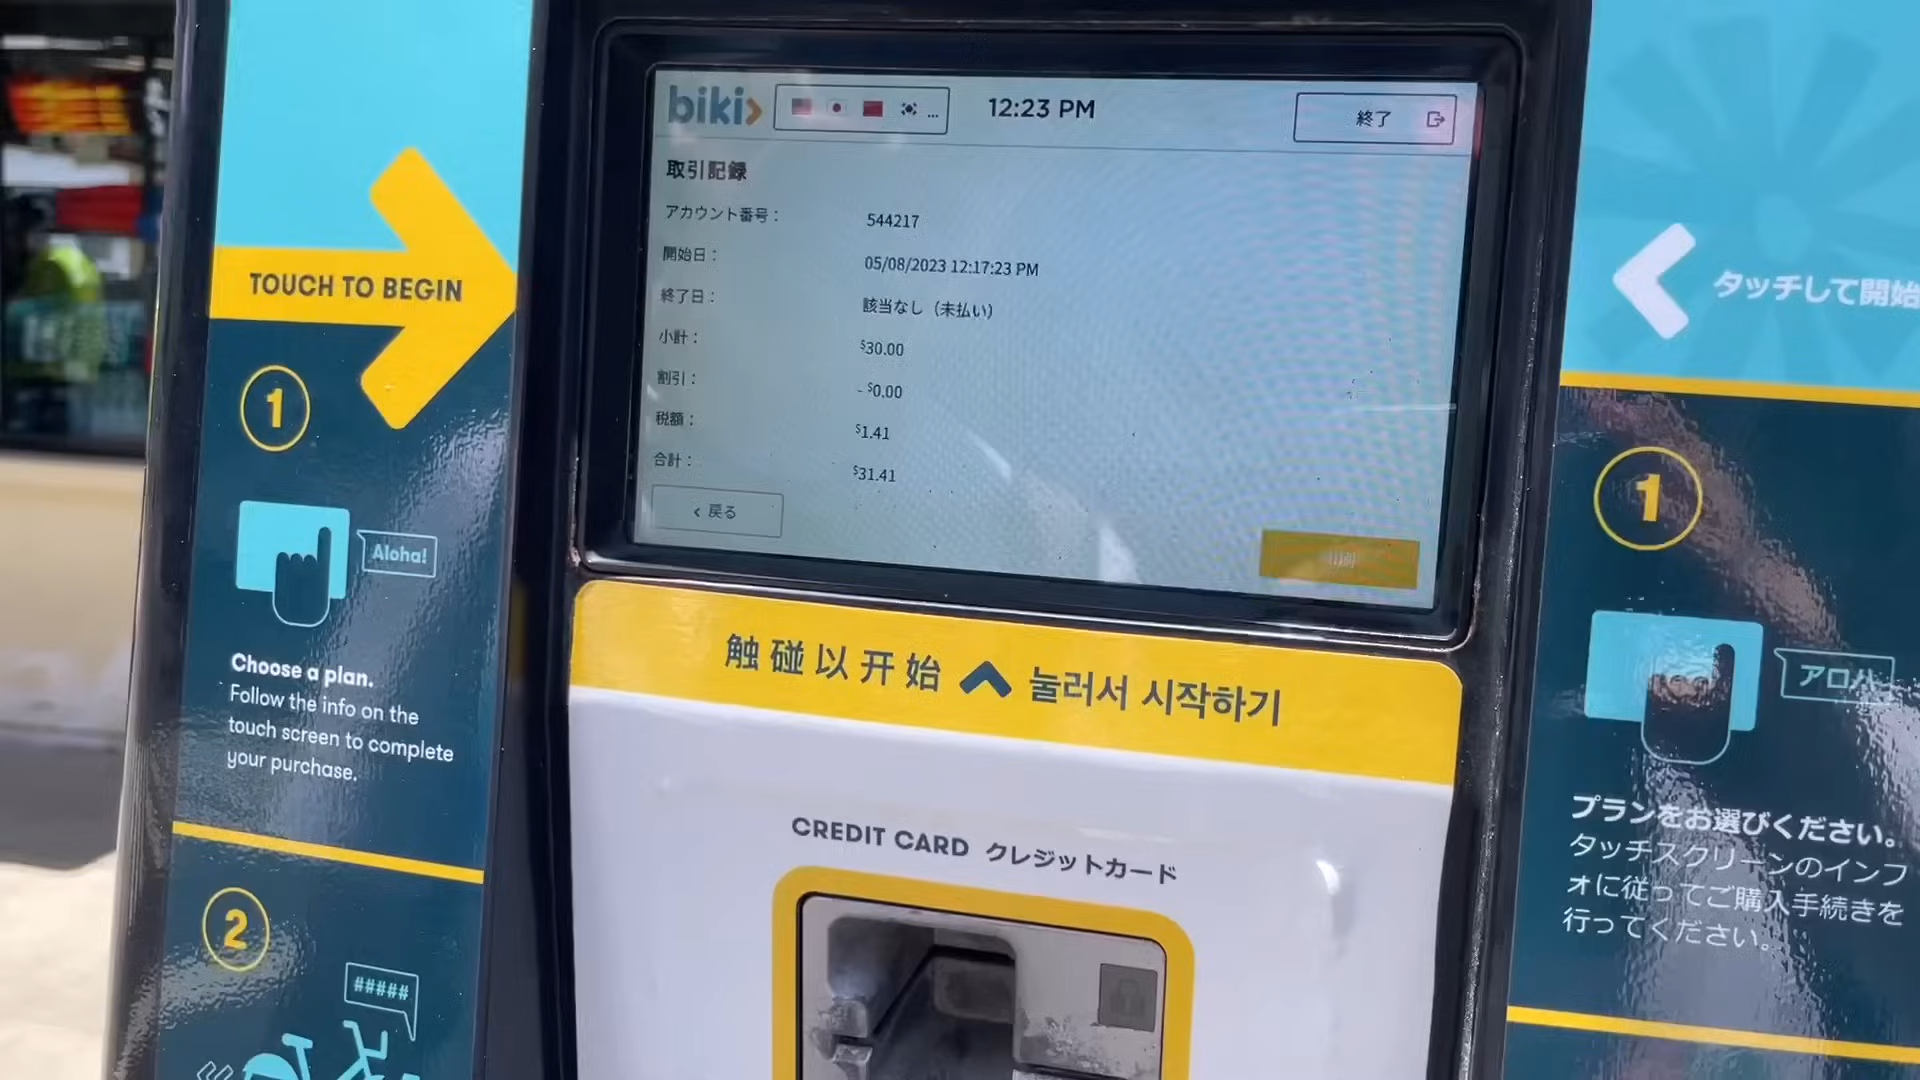 biki
12:23 PM
終了
取引記録
アカウント番号： 544217
開始日： 05/08/2023 12:17:23 PM
終了日： 該当なし（未払い）
小計： $30.00
割引： - $0.00
税額： $1.41
合計： $31.41
戻る
TOUCH TO BEGIN
1
Aloha!
Choose a plan.
Follow the info on the
touch screen to complete
your purchase.
2
#####
触碰以开始 눌러서 시작하기
CREDIT CARD クレジットカード
タッチして開始
1
アロハ
プランをお選びください。
タッチスクリーンのインフ
ォに従ってご購入手続きを
行ってください。